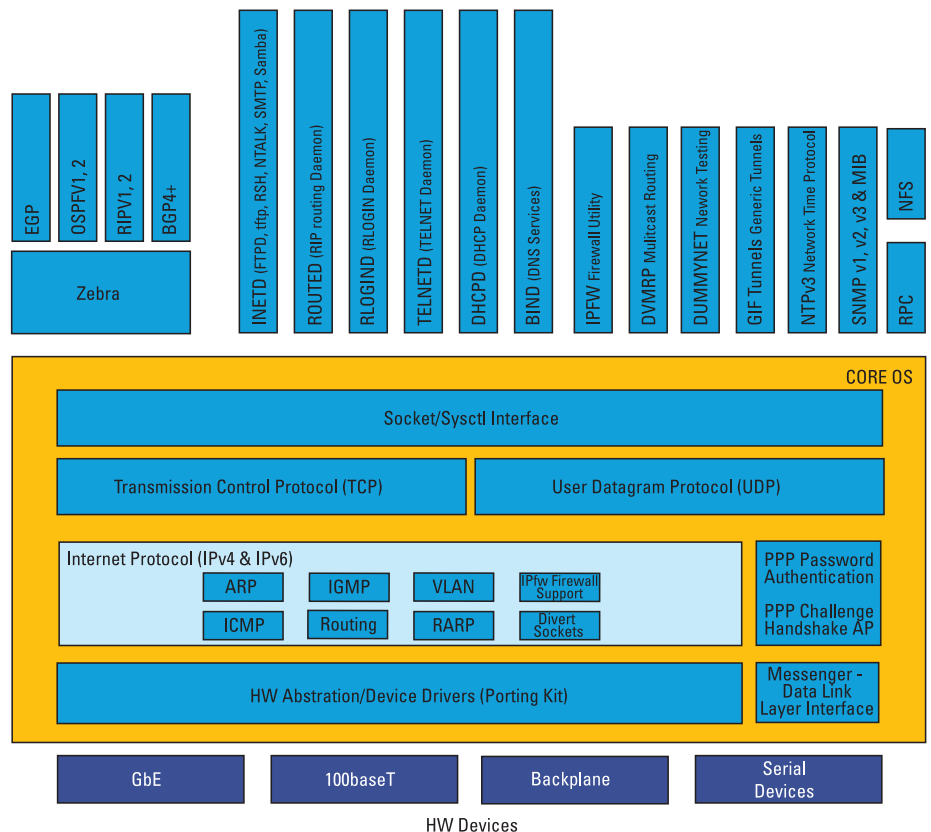 EGP
OSPFV1, 2
RIPV1, 2
BGP4+
Zebra
INETD (FTPD, tftp, RSH, NTALK, SMTP, Samba)
ROUTED (RIP routing Daemon)
RLOGIND (RLOGIN Daemon)
TELNETD (TELNET Daemon)
DHCPD (DHCP Daemon)
BIND (DNS Services)
IPFW Firewall Utility
DVMRP Mulitcast Routing
DUMMYNET Nework Testing
GIF Tunnels Generic Tunnels
NTPv3 Network Time Protocol
SNMP v1, v2, v3 & MIB
NFS
RPC
CORE OS
Socket/Sysctl Interface
Transmission Control Protocol (TCP)
User Datagram Protocol (UDP)
Internet Protocol (IPv4 & IPv6)
ARP
IGMP
VLAN
IPfw Firewall
Support
ICMP
Routing
RARP
Divert
Sockets
PPP Password
Authentication
PPP Challenge
Handshake AP
HW Abstration/Device Drivers (Porting Kit)
Messenger -
Data Link
Layer Interface
GbE
100baseT
Backplane
Serial
Devices
HW Devices